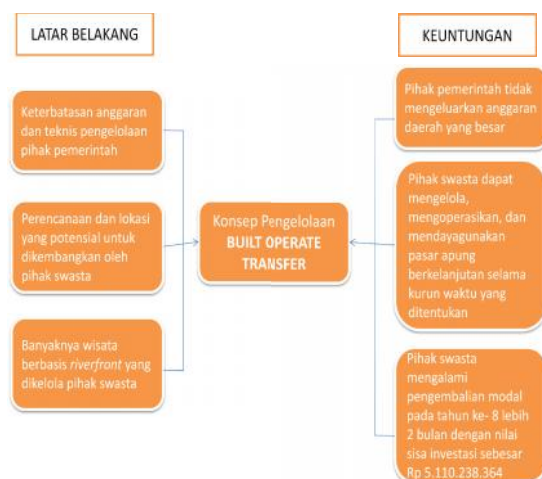 LATAR BELAKANG
Keterbatasan anggaran
dan teknis pengelolaan
pihak pemerintah
Perencanaan dan lokasi
yang potensial untuk
dikembangkan oleh
pihak swasta
Banyaknya wisata
berbasis riverfront yang
dikelola pihak swasta
Konsep Pengelolaan
BUILT OPERATE
TRANSFER
KEUNTUNGAN
Pihak pemerintah tidak
mengeluarkan anggaran
daerah yang besar
Pihak swasta dapat
mengelola,
mengoperasikan, dan
mendayagunakan
pasar apung
berkelanjutan selama
kurun waktu yang
ditentukan
Pihak swasta
mengalami
pengembalian modal
pada tahun ke- 8 lebih
2 bulan dengan nilai
sisa investasi sebesar
Rp 5.110.238.364